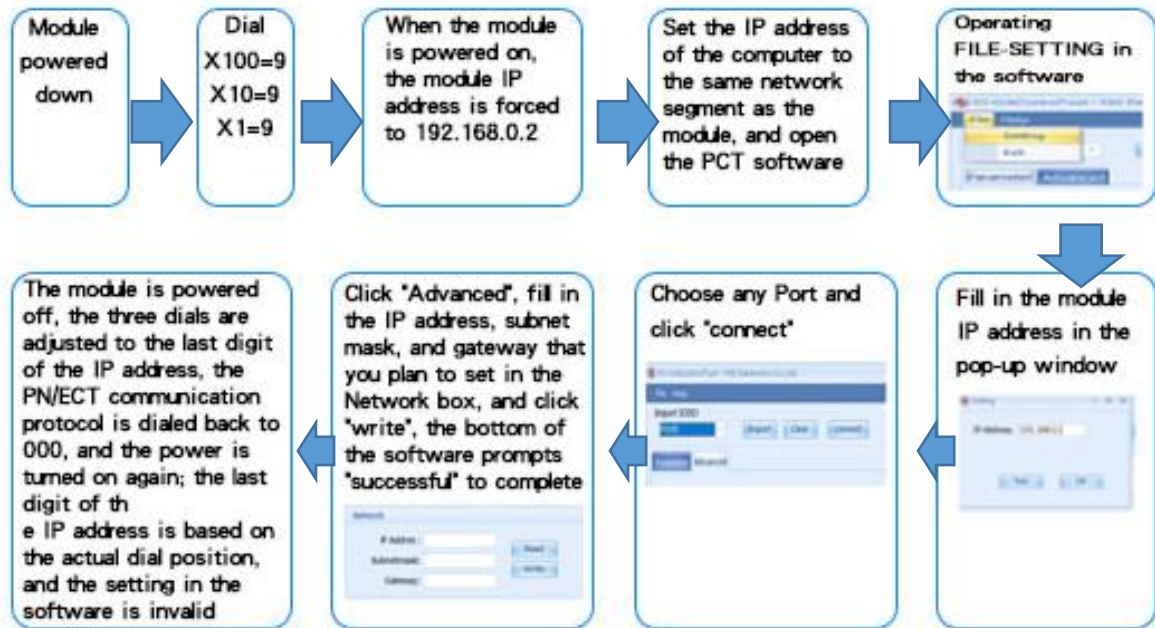 Module
powered
down
Dial
X100=9
X10=9
X1=9
When the module
is powered on,
the module IP
address is forced
to 192.168.0.2
Set the IP address
of the computer to
the same network
segment as the
module, and open
the PCT software
Operating
FILE-SETTING in
the software
Fill in the module
IP address in the
pop-up window
IP Address:
Choose any Port and
click "connect"
Click "Advanced", fill in
the IP address, subnet
mask, and gateway that
you plan to set in the
Network box, and click
"write", the bottom of
the software prompts
"successful" to complete
Network
IP Address:
Gateway:
Read
Write
The module is powered
off, the three dials are
adjusted to the last digit
of the IP address, the
PN/ECT communication
protocol is dialed back to
000, and the power is
turned on again; the last
digit of th
e IP address is based on
the actual dial position,
and the setting in the
software is invalid